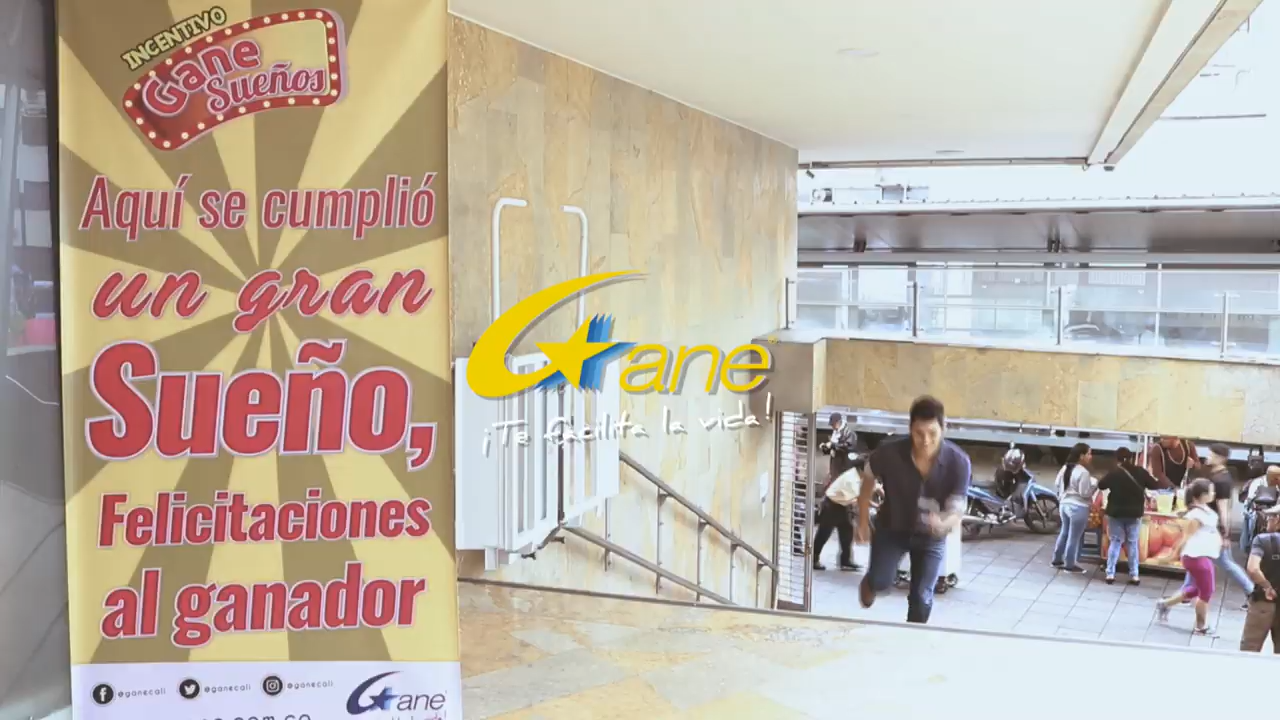 INCENTIVO
Gane
Sueños
Aquí se cumplió
un gran
Sueño,
Felicitaciones
al ganador
@ganecali @ganecali @ganecali
Gane
Gane®
¡Te facilita la vida!